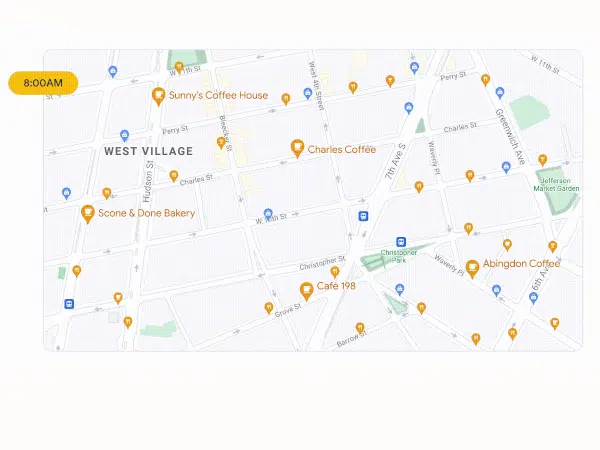 8:00AM
W 11th St
W 11th St
Perry St
West 4th Street
Sunny's Coffee House
Greenwich Ave
Perry St
Bleecker St
Charles St
WEST VILLAGE
Charles Coffee
7th Ave S
Waverly Pl
Hudson St
Charles St
Jefferson
Market Garden
Scone & Done Bakery
W 10th St
Christopher
Park
Christopher St
Waverly Pl
Abingdon Coffee
6th Ave
Café 198
Grove St
Barrow St